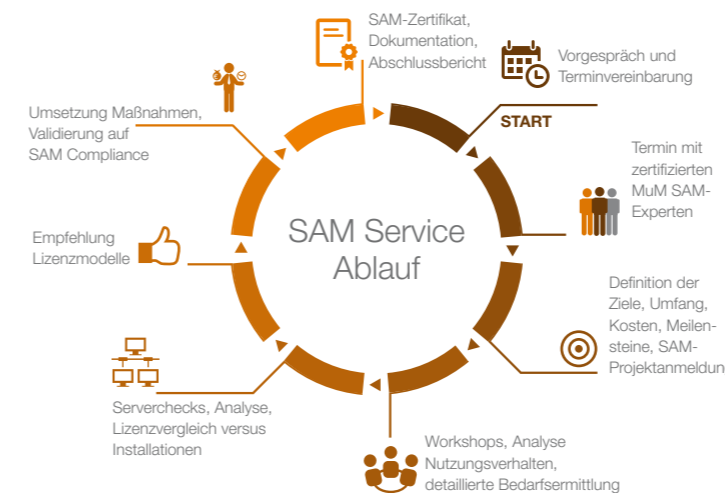 SAM-Zertifikat,
Dokumentation,
Abschlussbericht
Vorgespräch und
Terminvereinbarung
START
Termin mit
zertifizierten
MuM SAM-
Experten
Definition der
Ziele, Umfang,
Kosten, Meilen-
steine, SAM-
Projektanmeldun
Workshops, Analyse
Nutzungsverhalten,
detaillierte Bedarfsermittlung
Serverchecks, Analyse,
Lizenzvergleich versus
Installationen
Empfehlung
Lizenzmodelle
Umsetzung Maßnahmen,
Validierung auf
SAM Compliance
SAM Service
Ablauf